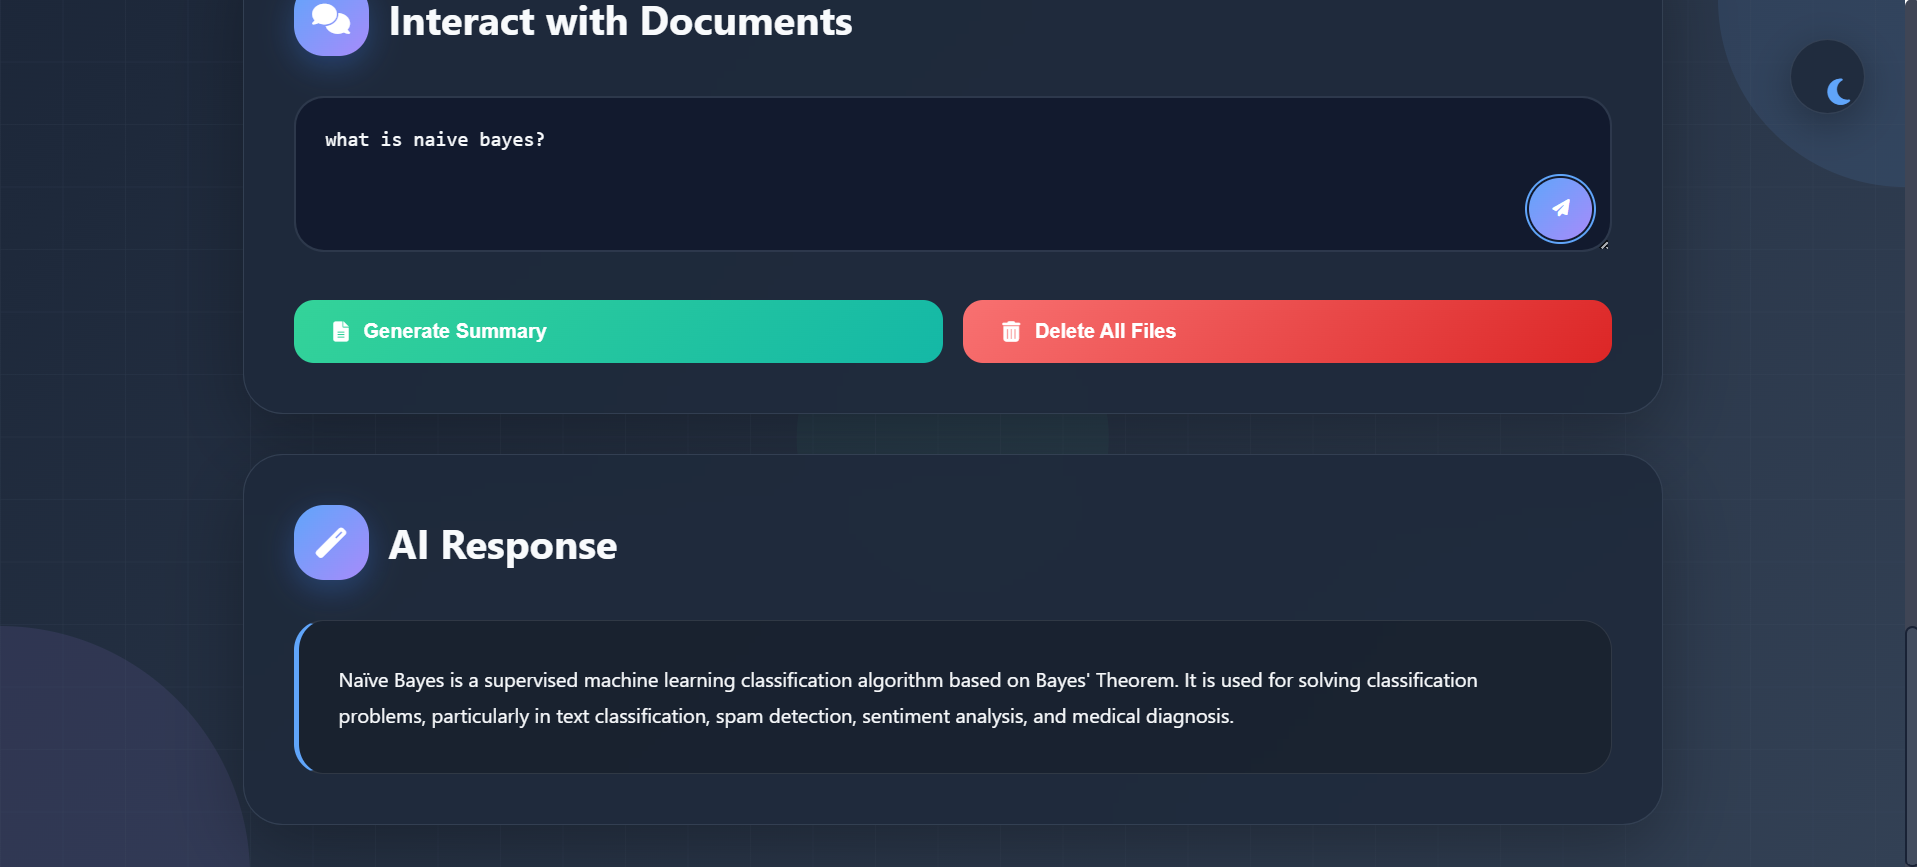 Interact with Documents
what is naive bayes?
Generate Summary
Delete All Files
AI Response
Naïve Bayes is a supervised machine learning classification algorithm based on Bayes' Theorem. It is used for solving classification
problems, particularly in text classification, spam detection, sentiment analysis, and medical diagnosis.